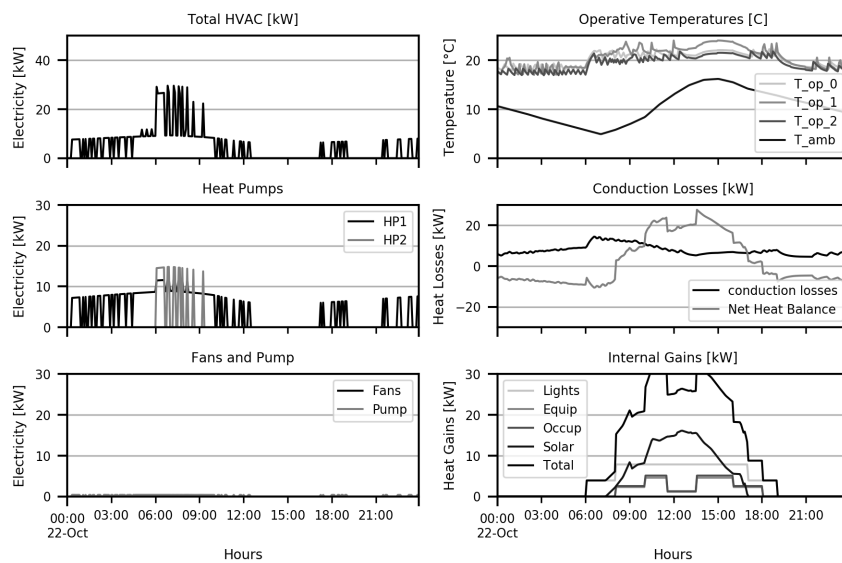 Total HVAC [kW]
Electricity [kW]
40
20
0
Operative Temperatures [C]
Temperature [°C]
20
10
0
T_op_0
T_op_1
T_op_2
T_amb
Heat Pumps
Electricity [kW]
30
20
10
0
HP1
HP2
Conduction Losses [kW]
Heat Losses [kW]
20
0
−20
conduction losses
Net Heat Balance
Fans and Pump
Electricity [kW]
30
20
10
0
Fans
Pump
00:00 03:00 06:00 09:00 12:00 15:00 18:00 21:00
22-Oct
Hours
Internal Gains [kW]
Heat Gains [kW]
30
20
10
0
Lights
Equip
Occup
Solar
Total
00:00 03:00 06:00 09:00 12:00 15:00 18:00 21:00
22-Oct
Hours